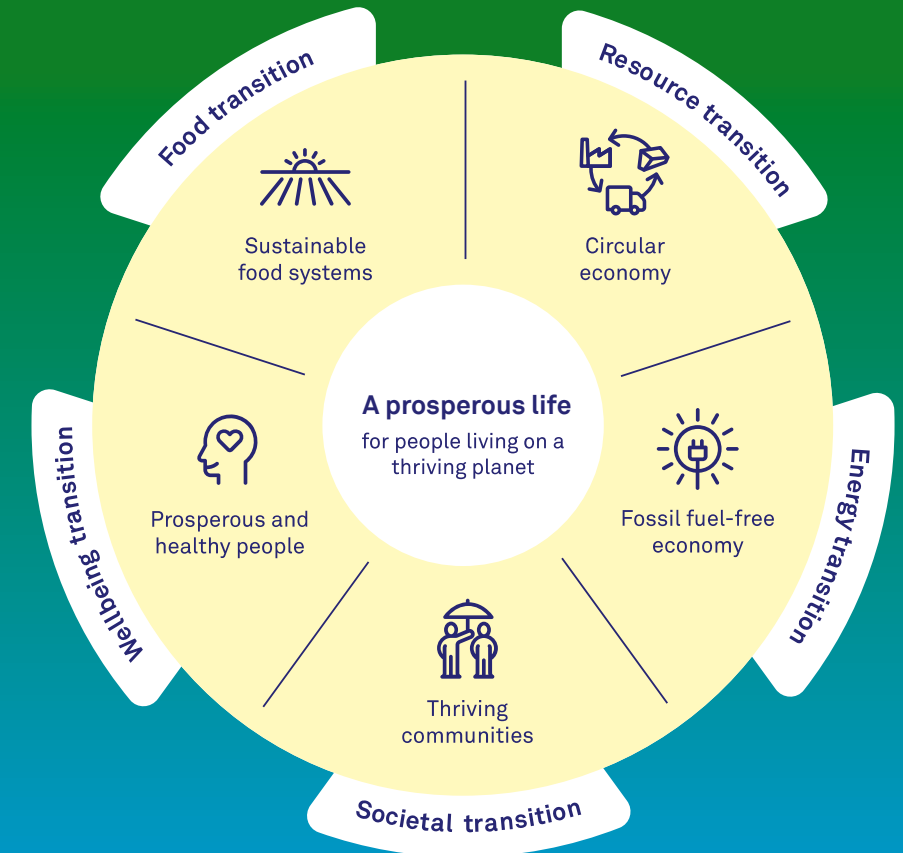 Food transition
Resource transition
Sustainable
food systems
Circular
economy
A prosperous life
for people living on a
thriving planet
Wellbeing transition
Prosperous and
healthy people
Fossil fuel-free
economy
Energy transition
Thriving
communities
Societal transition